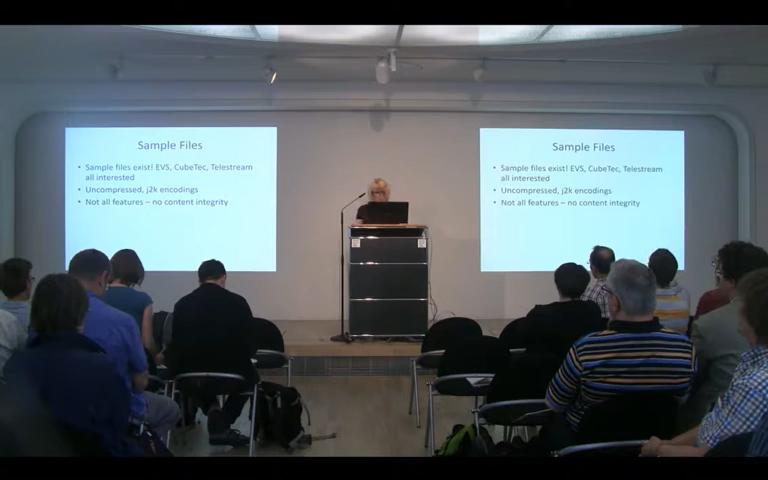 Sample Files
• Sample files exist! EVS, CubeTec, Telestream
all interested
• Uncompressed, j2k encodings
• Not all features – no content integrity
Sample Files
• Sample files exist! EVS, CubeTec, Telestream
all interested
• Uncompressed, j2k encodings
• Not all features – no content integrity